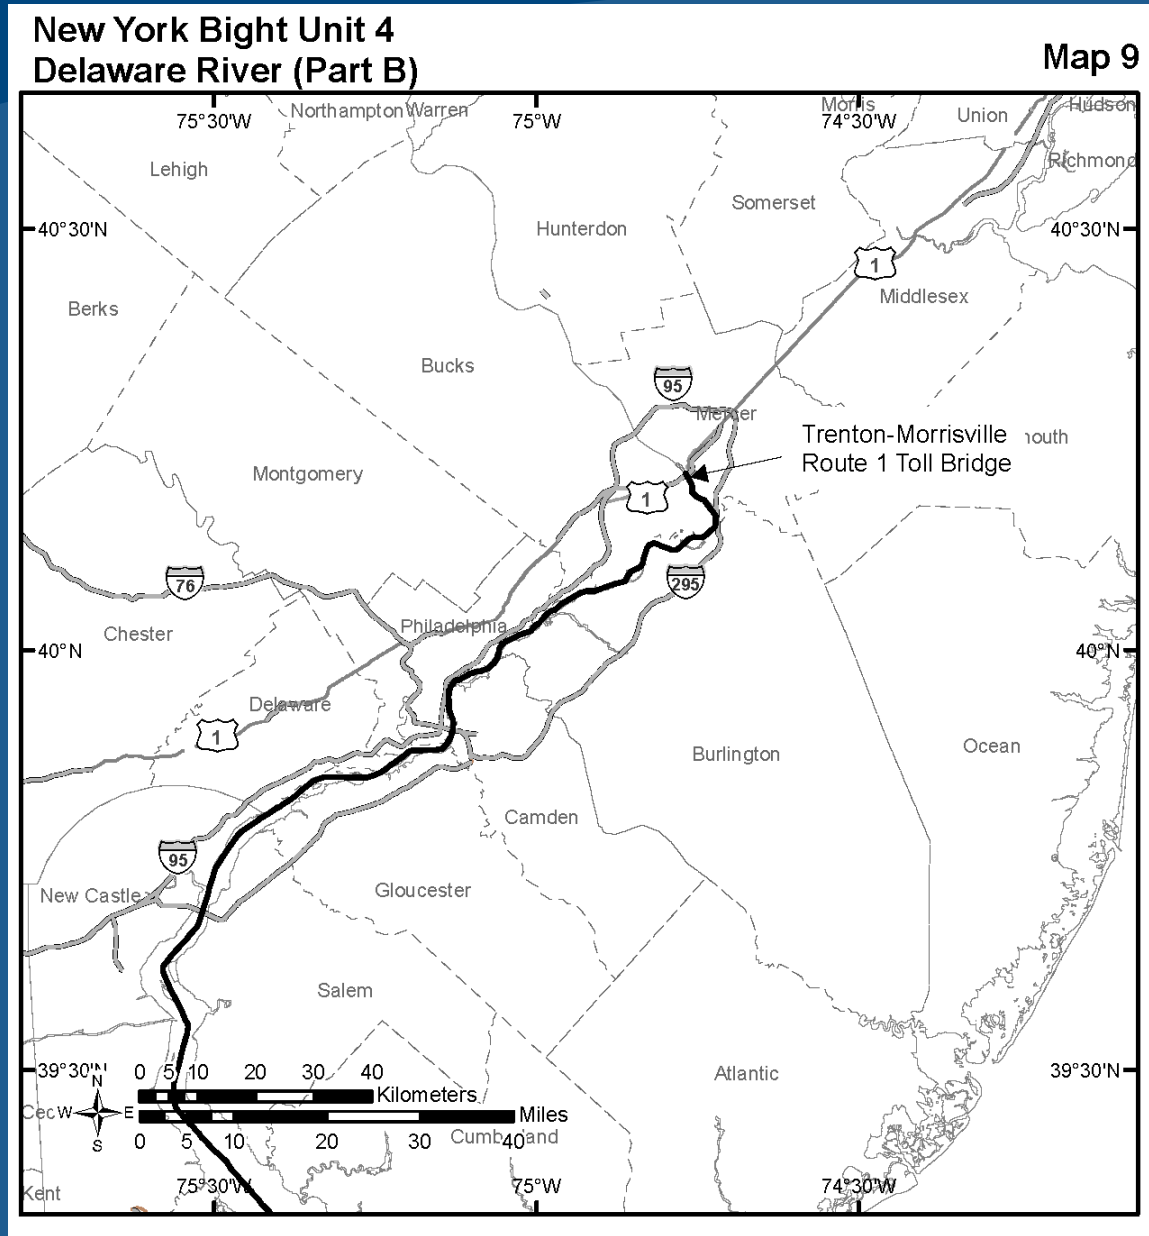 New York Bight Unit 4
Delaware River (Part B)
Map 9
75°30'W
Northampton
Warren
75°W
Morris
74°30'W
Union
Hudson
Lehigh
Richmond
Somerset
40°30'N
Hunterdon
40°30'N
1
Middlesex
Berks
Bucks
95
Mercer
Trenton-Morrisville
Route 1 Toll Bridge
mouth
Montgomery
1
76
295
Chester
Philadelphia
40°N
40°N
Delaware
1
Burlington
Ocean
Camden
95
New Castle
Gloucester
Salem
39°30'N
0 5 10 20 30 40
Kilometers
Atlantic
39°30'N
N
Cec
W
E
S
Miles
0 5 10 20 30 40
Cumberland
Kent
75°30'W
75°W
74°30'W